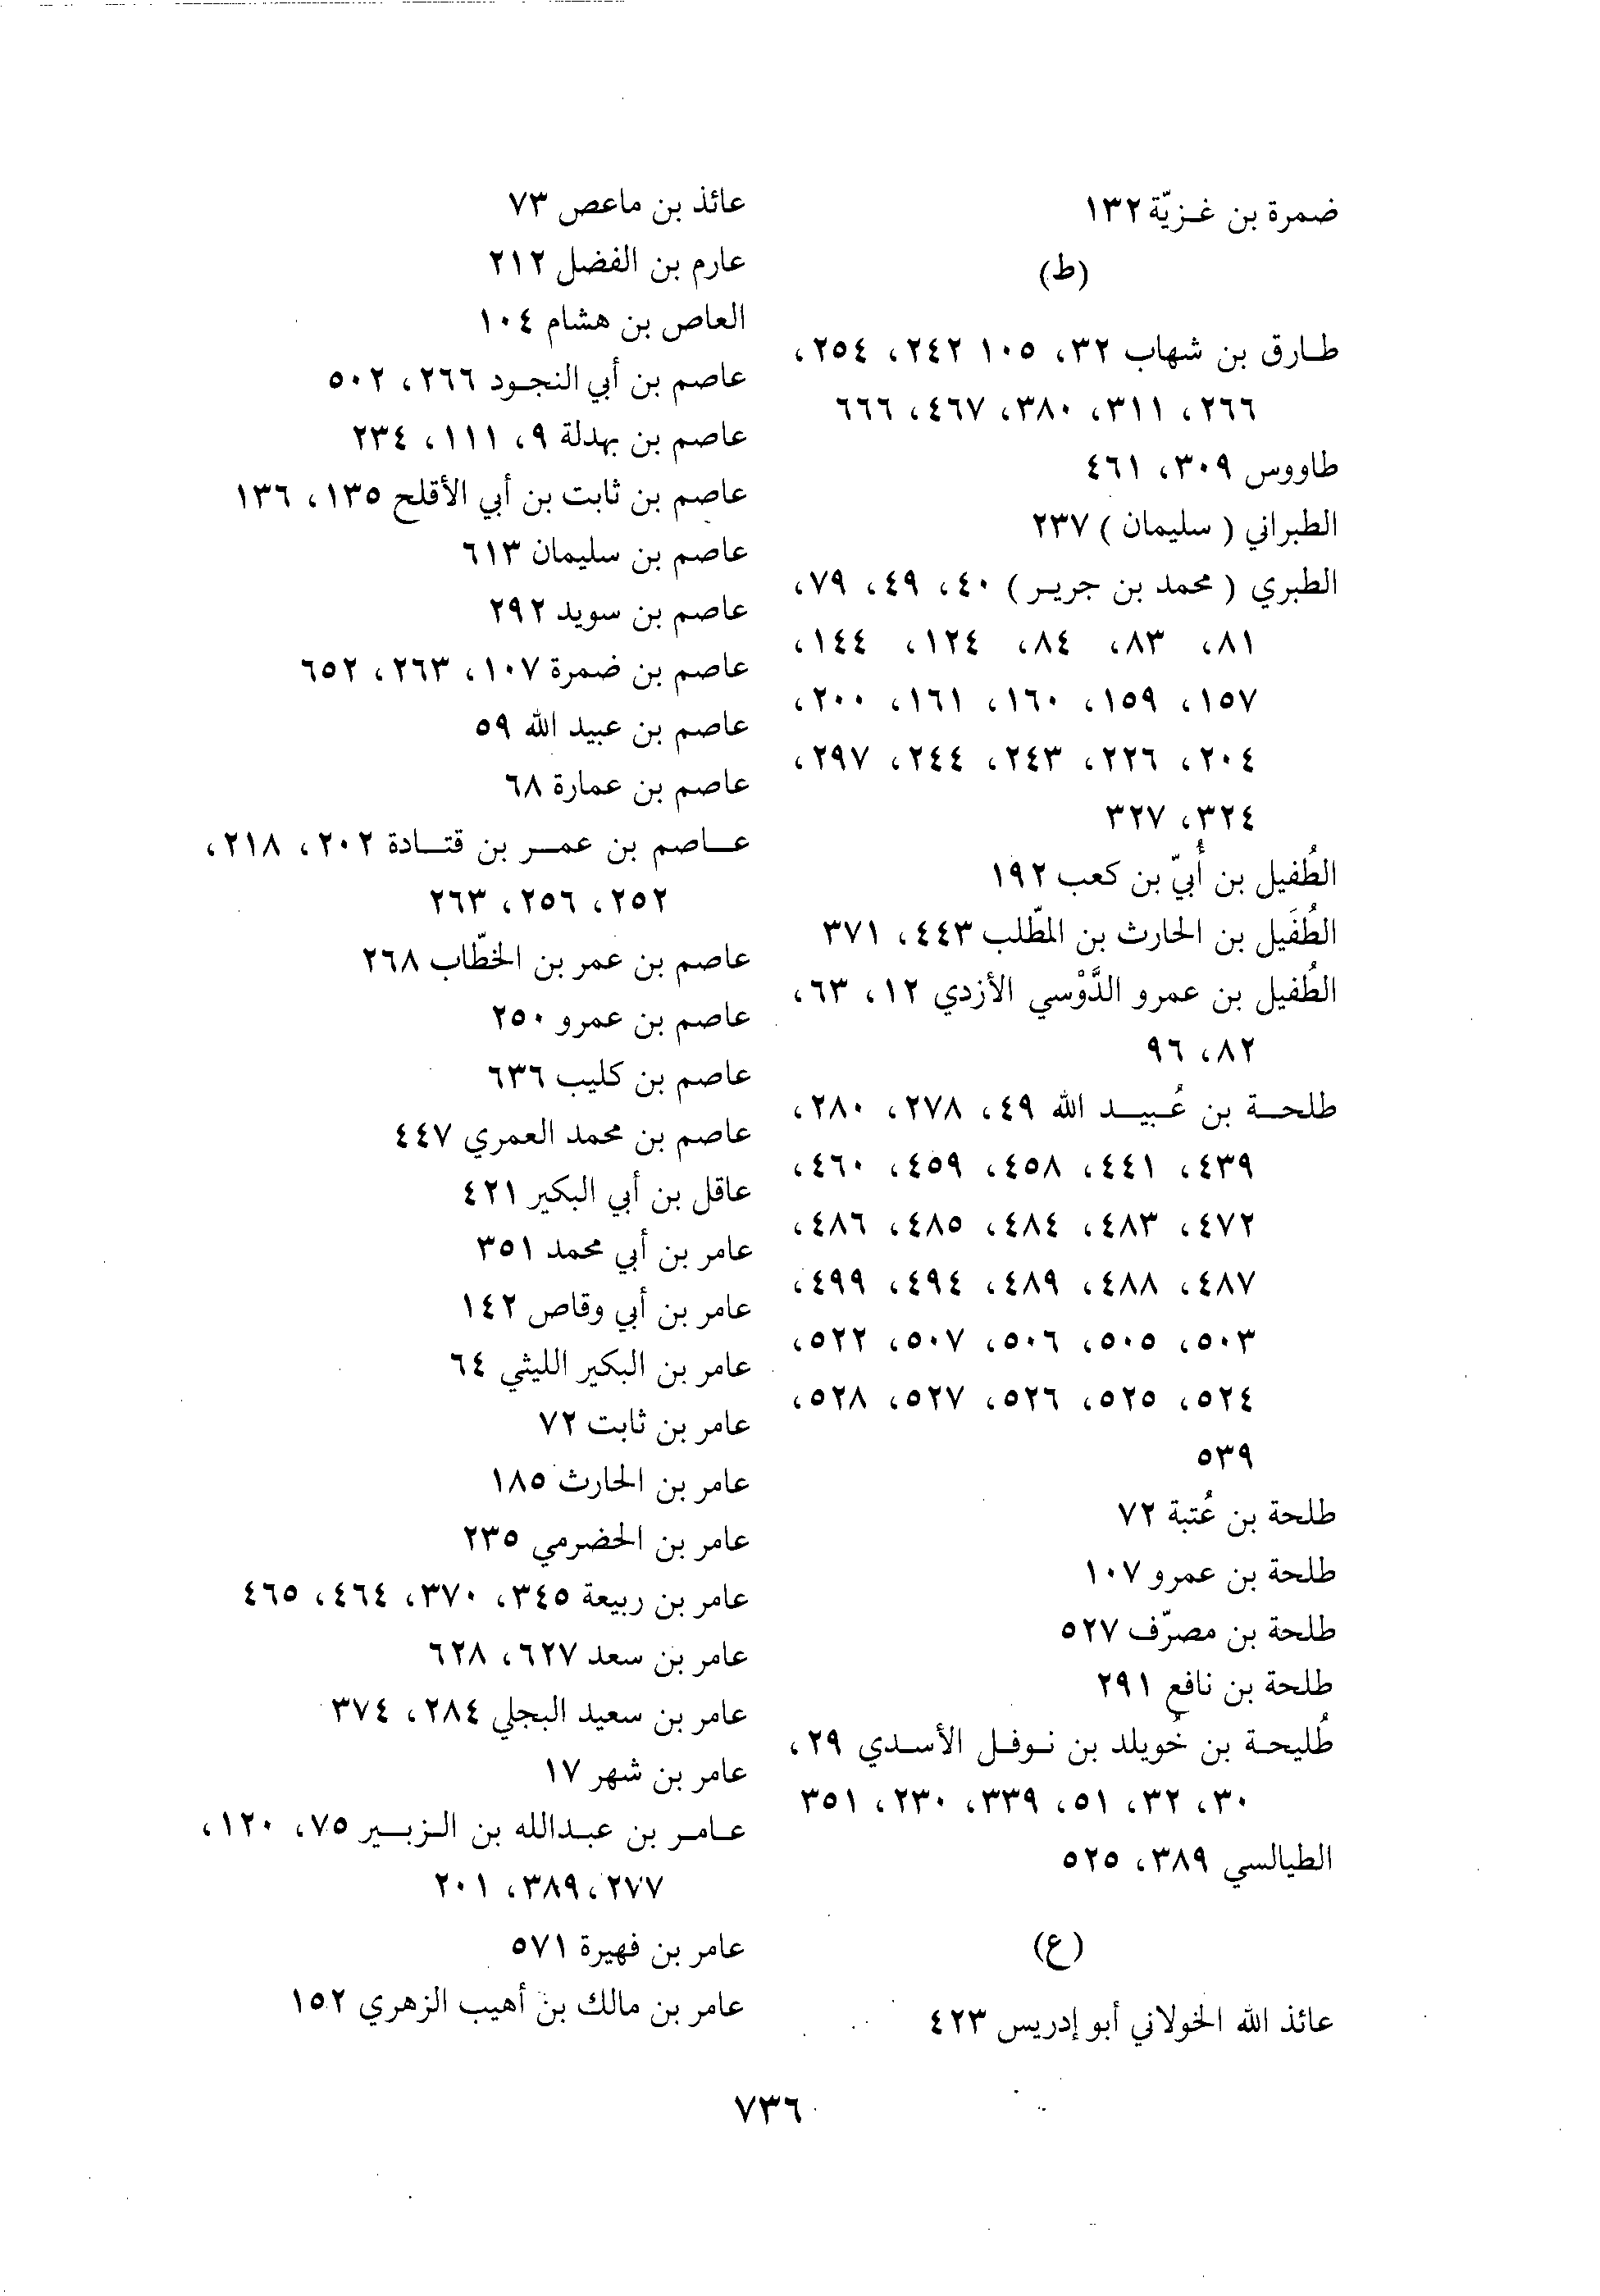 ضمرة بن غـزيّة ١٣٢
(ط)
طـارق بن شهاب ٣٢، ١٠٥ ٢٤٢، ٢٥٤،
٢٦٦، ٣١١، ٣٨٠، ٤٦٧، ٦٦٦
طاووس ٣٠٩، ٤٦١
الطبراني ( سليمان ) ٢٣٧
الطبري ( محمد بن جريـر ) ٤٠، ٤٩، ٧٩،
٨١، ٨٣، ٨٤، ١٢٤، ١٤٤،
١٥٧، ١٥٩، ١٦٠، ١٦١، ٢٠٠،
٢٠٤، ٢٢٦، ٢٤٣، ٢٤٤، ٢٩٧،
٣٢٤، ٣٢٧
الطُفيل بن أُبيّ بن كعب ١٩٢
الطُفَيل بن الحارث بن المطّلب ٤٤٣، ٣٧١
الطُفيل بن عمرو الدَّوْسي الأزدي ١٢، ٦٣،
٨٢، ٩٦
طلحـــة بن عُـبيـــد الله ٤٩، ٢٧٨، ٢٨٠،
٤٣٩، ٤٤١، ٤٥٨، ٤٥٩، ٤٦٠،
٤٧٢، ٤٨٣، ٤٨٤، ٤٨٥، ٤٨٦،
٤٨٧، ٤٨٨، ٤٨٩، ٤٩٤، ٤٩٩،
٥٠٣، ٥٠٥، ٥٠٦، ٥٠٧، ٥٢٢،
٥٢٤، ٥٢٥، ٥٢٦، ٥٢٧، ٥٢٨،
٥٣٩
طلحة بن عُتبة ٧٢
طلحة بن عمرو ١٠٧
طلحة بن مصرّف ٥٢٧
طلحة بن نافع ٢٩١
طُليحـة بن خُويلد بن نـوفـل الأسـدي ٢٩،
٣٠، ٣٢، ٥١، ٣٣٩، ٢٣٠، ٣٥١
الطيالسي ٣٨٩، ٥٢٥
(ع)
عائذ الله الخولاني أبو إدريس ٤٢٣
عائذ بن ماعص ٧٣
عارم بن الفضل ٢١٢
العاص بن هشام ١٠٤
عاصم بن أبي النجـود ٢٦٦، ٥٠٢
عاصم بن بهدلة ٩، ١١١، ٢٣٤
عاصم بن ثابت بن أبي الأقلح ١٣٥، ١٣٦
عاصم بن سليمان ٦١٣
عاصم بن سويد ٢٩٢
عاصم بن ضمرة ١٠٧، ٢٦٣، ٦٥٢
عاصم بن عبيد الله ٥٩
عاصم بن عمارة ٦٨
عـــاصم بن عمـــر بن قتـــادة ٢٠٢، ٢١٨،
٢٥٢، ٢٥٦، ٢٦٣
عاصم بن عمر بن الخطّاب ٢٦٨
عاصم بن عمرو ٢٥٠
عاصم بن كليب ٦٣٦
عاصم بن محمد العمري ٤٤٧
عاقل بن أبي البكير ٤٢١
عامر بن أبي محمد ٣٥١
عامر بن أبي وقاص ١٤٢
عامر بن البكير الليثي ٦٤
عامر بن ثابت ٧٢
عامر بن الحارث ١٨٥
عامر بن الحضرمي ٢٣٥
عامر بن ربيعة ٣٤٥، ٣٧٠، ٤٦٤، ٤٦٥
عامر بن سعد ٦٢٧، ٦٢٨
عامر بن سعيد البجلي ٢٨٤، ٣٧٤
عامر بن شهر ١٧
عـامـر بن عبـدالله بن الـزبـيـر ٧٥، ١٢٠،
٢٧٧، ٣٨٩، ٢٠١
عامر بن فهيرة ٥٧١
عامر بن مالك بن أهيب الزهري ١٥٢
٧٣٦